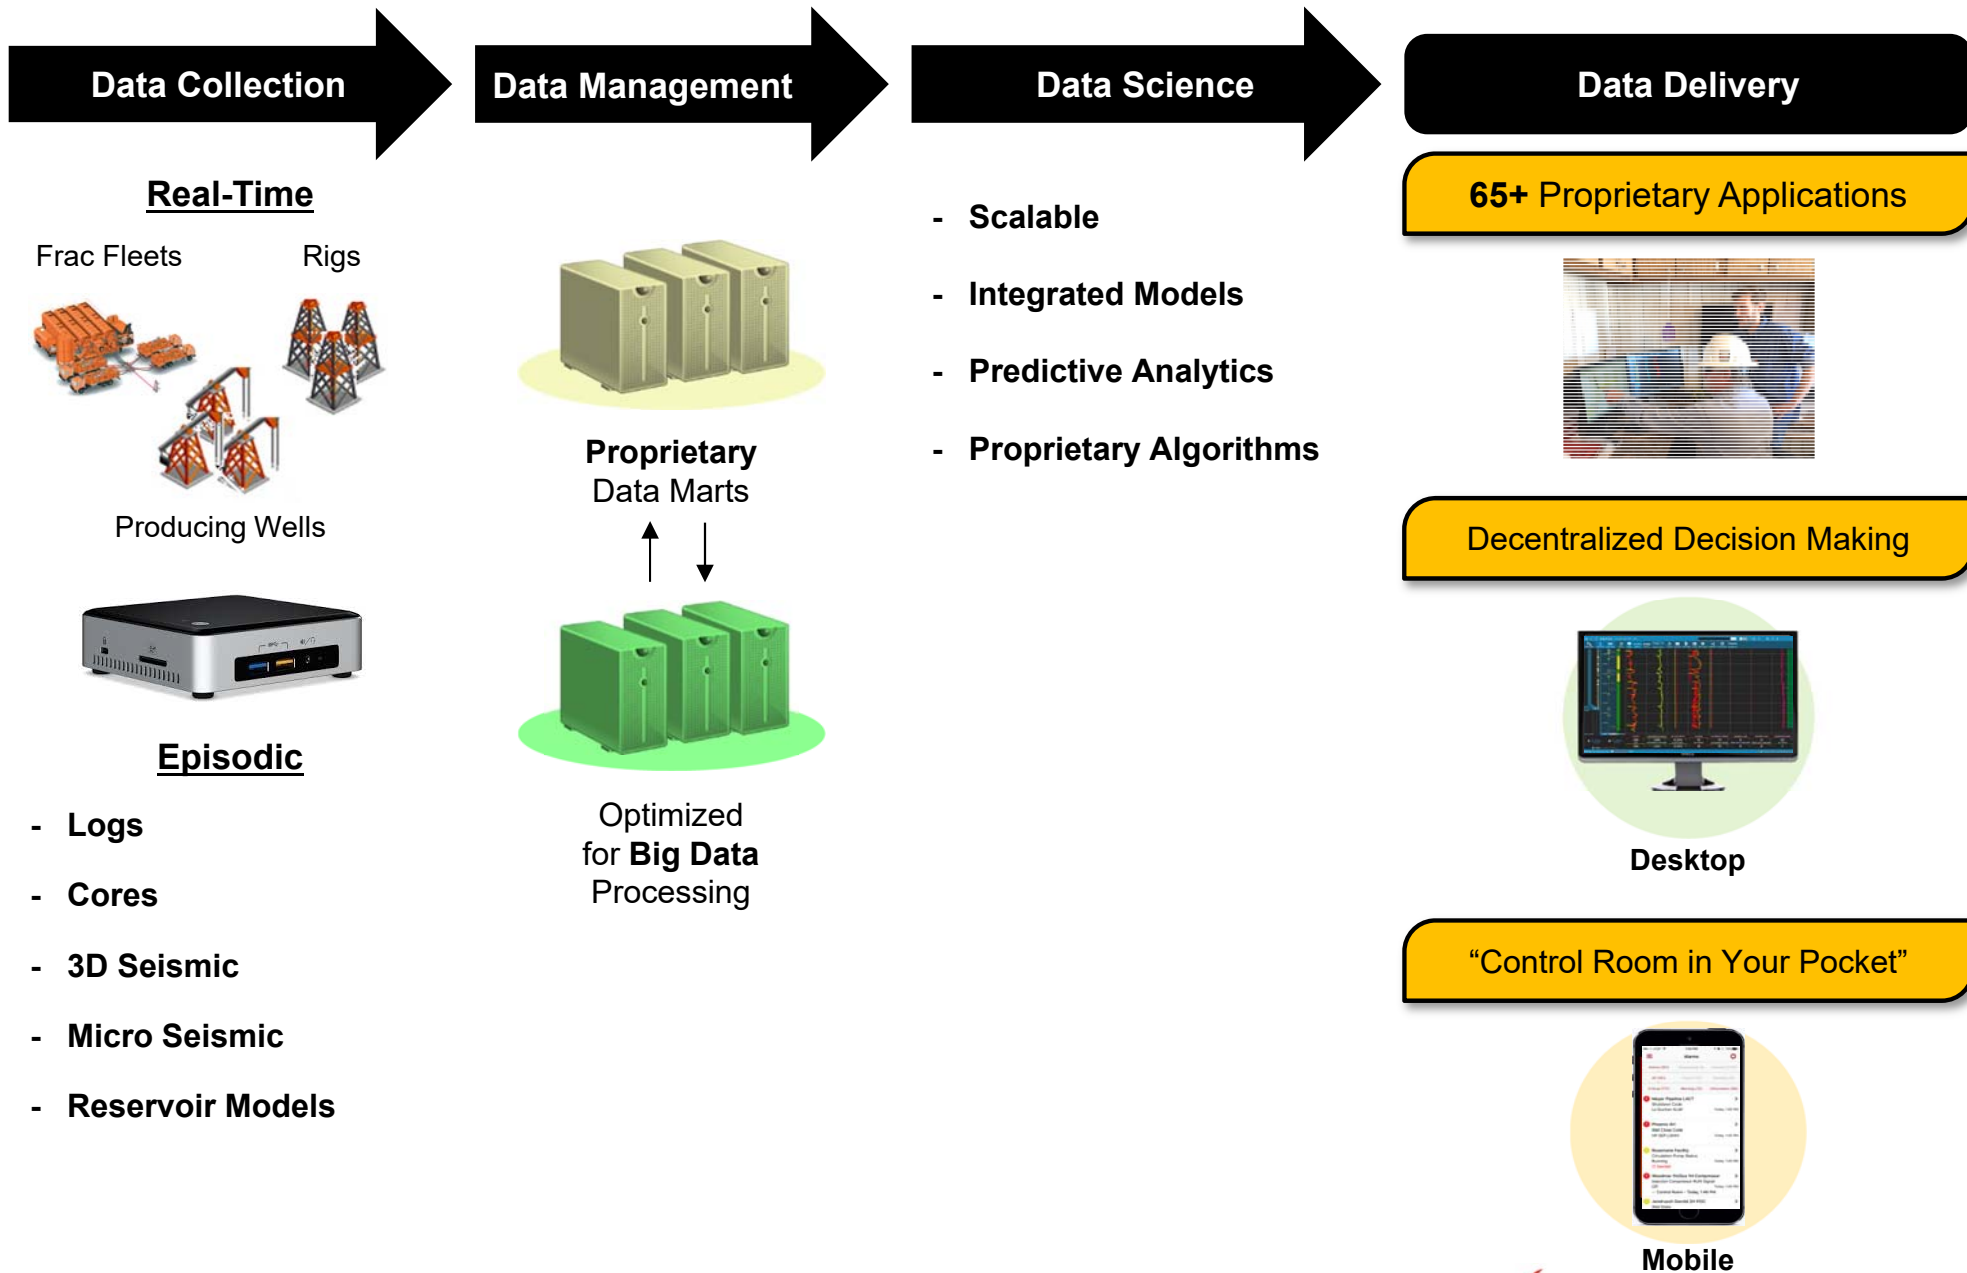 Data Collection
Data Management
Data Science
Data Delivery
Real-Time
Frac Fleets
Rigs
Producing Wells
Episodic
- Logs
- Cores
- 3D Seismic
- Micro Seismic
- Reservoir Models
Proprietary
Data Marts
Optimized
for Big Data
Processing
- Scalable
- Integrated Models
- Predictive Analytics
- Proprietary Algorithms
65+ Proprietary Applications
Decentralized Decision Making
Desktop
“Control Room in Your Pocket”
Alarms
Mobile